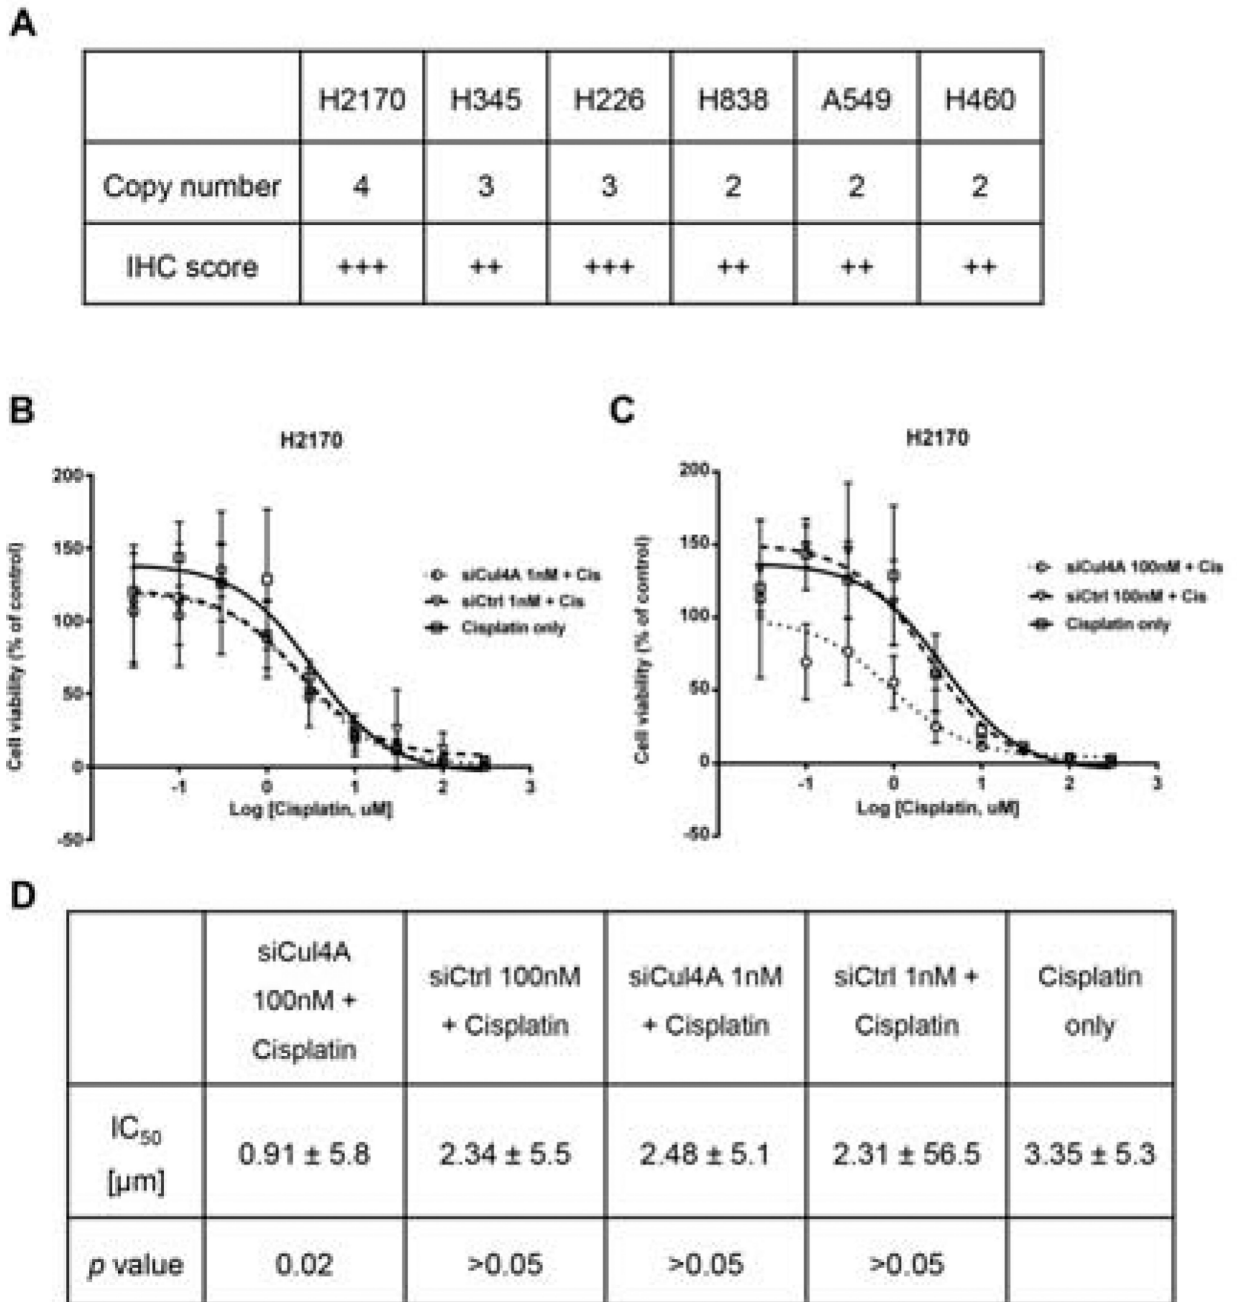 A
H2170 H345 H226 H838 A549 H460
Copy number 4 3 3 2 2 2
IHC score +++ ++ +++ ++ ++ ++
B
H2170
Cell viability (% of control)
200
150
100
50
0
-50
-1 0 1 2 3
Log [Cisplatin, uM]
siCul4A 1nM + Cis
siCtrl 1nM + Cis
Cisplatin only
C
H2170
Cell viability (% of control)
200
150
100
50
0
-50
-1 0 1 2 3
Log [Cisplatin, uM]
siCul4A 100nM + Cis
siCtrl 100nM + Cis
Cisplatin only
D
siCul4A
100nM +
Cisplatin
siCtrl 100nM
+ Cisplatin
siCul4A 1nM
+ Cisplatin
siCtrl 1nM +
Cisplatin
Cisplatin
only
IC50
[µm]
0.91 ± 5.8 2.34 ± 5.5 2.48 ± 5.1 2.31 ± 56.5 3.35 ± 5.3
p value 0.02 >0.05 >0.05 >0.05